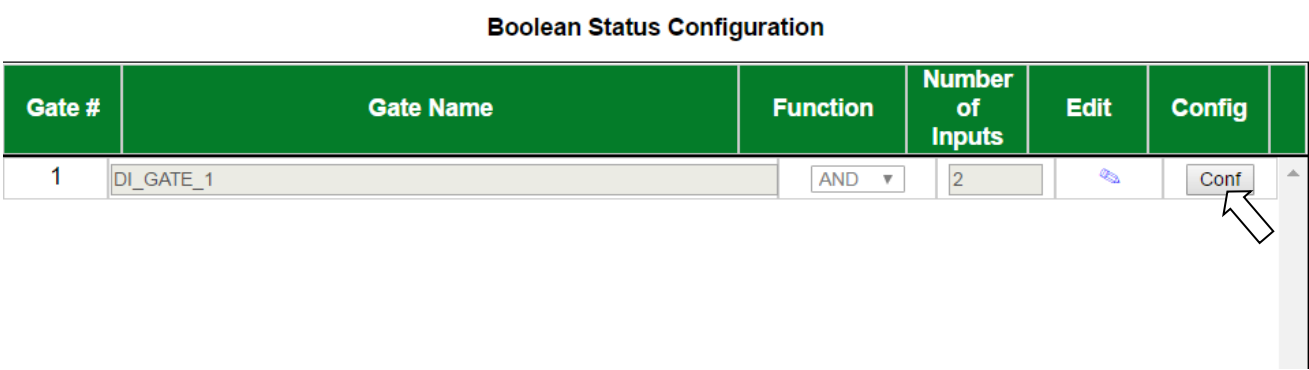 Boolean Status Configuration
Gate # Gate Name Function Number of Inputs Edit Config
1 DI_GATE_1 AND 2 Conf